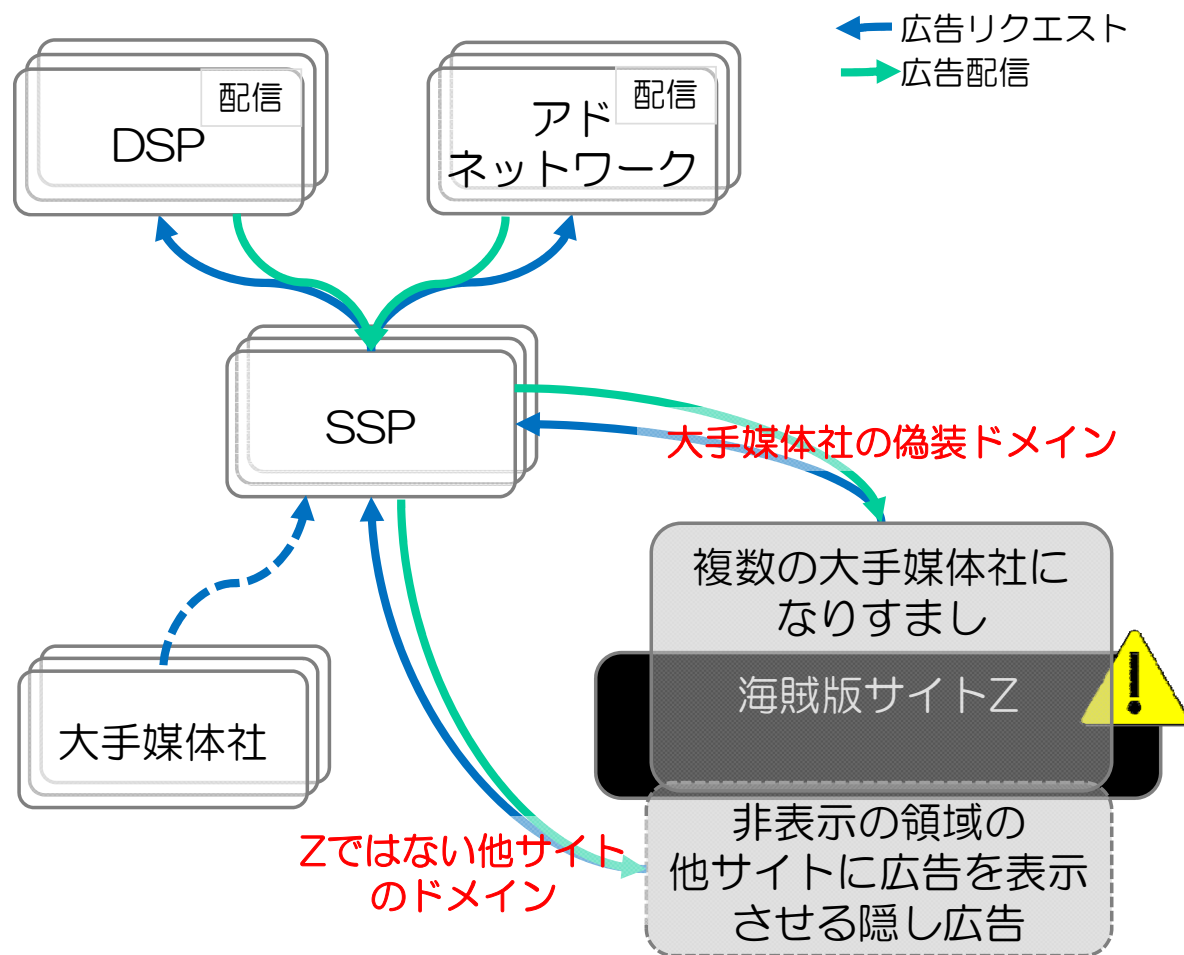 広告リクエスト
広告配信
配信
DSP
配信
アド
ネットワーク
SSP
大手媒体社の偽装ドメイン
複数の大手媒体社に
なりすまし
海賊版サイトZ
大手媒体社
Zではない他サイト
のドメイン
非表示の領域の
他サイトに広告を表示
させる隠し広告